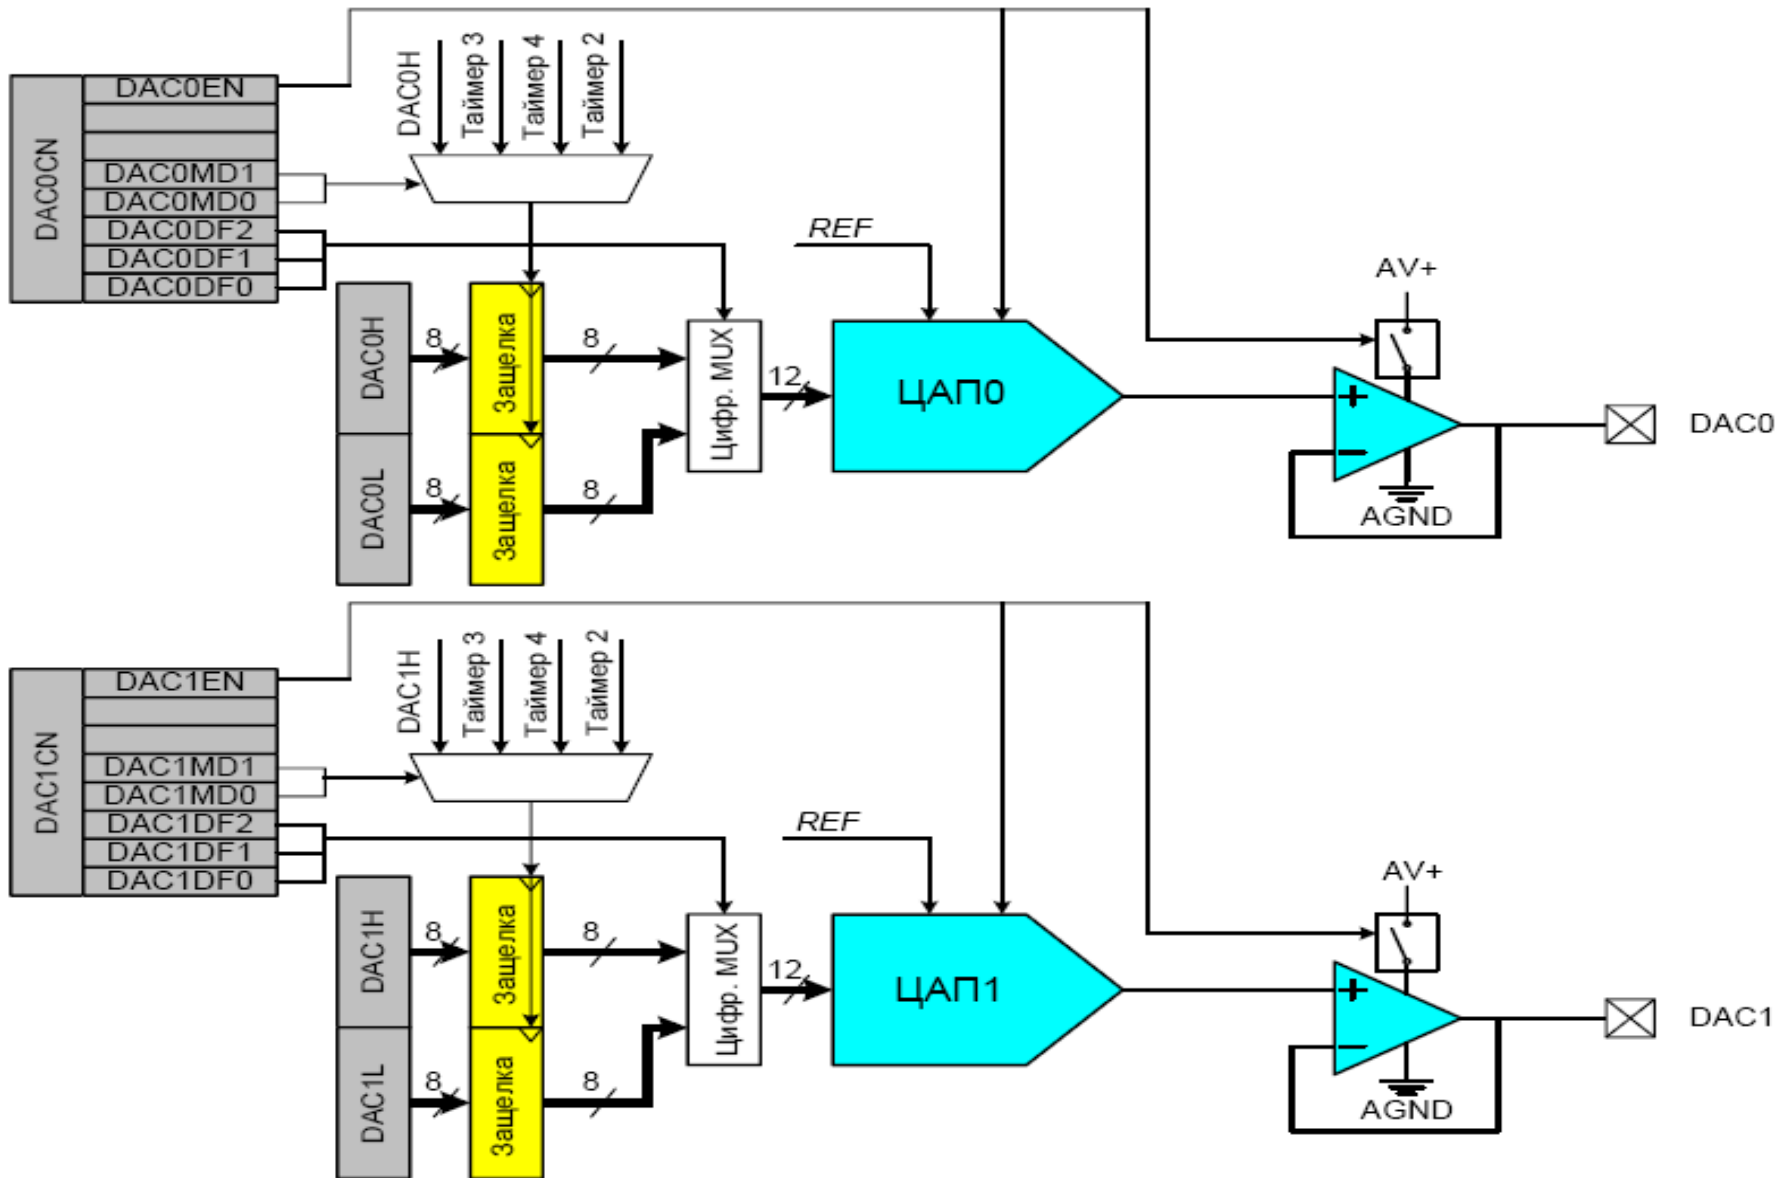 DAC0CN
DAC0EN
DAC0MD1
DAC0MD0
DAC0DF2
DAC0DF1
DAC0DF0
DAC0H
Таймер 3
Таймер 4
Таймер 2
REF
DAC0H
DAC0L
8
8
Защелка
Защелка
8
8
Цифр. MUX
12
ЦАП0
AV+
+
−
AGND
DAC0
DAC1CN
DAC1EN
DAC1MD1
DAC1MD0
DAC1DF2
DAC1DF1
DAC1DF0
DAC1H
Таймер 3
Таймер 4
Таймер 2
REF
DAC1H
DAC1L
8
8
Защелка
Защелка
8
8
Цифр. MUX
12
ЦАП1
AV+
+
−
AGND
DAC1